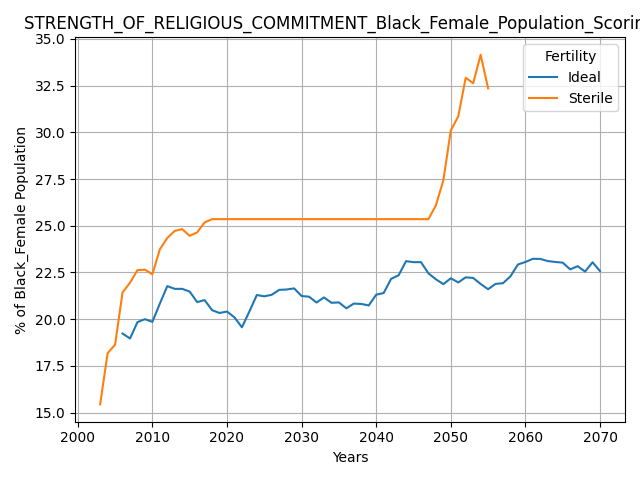 STRENGTH_OF_RELIGIOUS_COMMITMENT_Black_Female_Population_Scorin
35.0
32.5
30.0
27.5
25.0
22.5
20.0
17.5
15.0
% of Black_Female Population
Fertility
Ideal
Sterile
2000 2010 2020 2030 2040 2050 2060 2070
Years